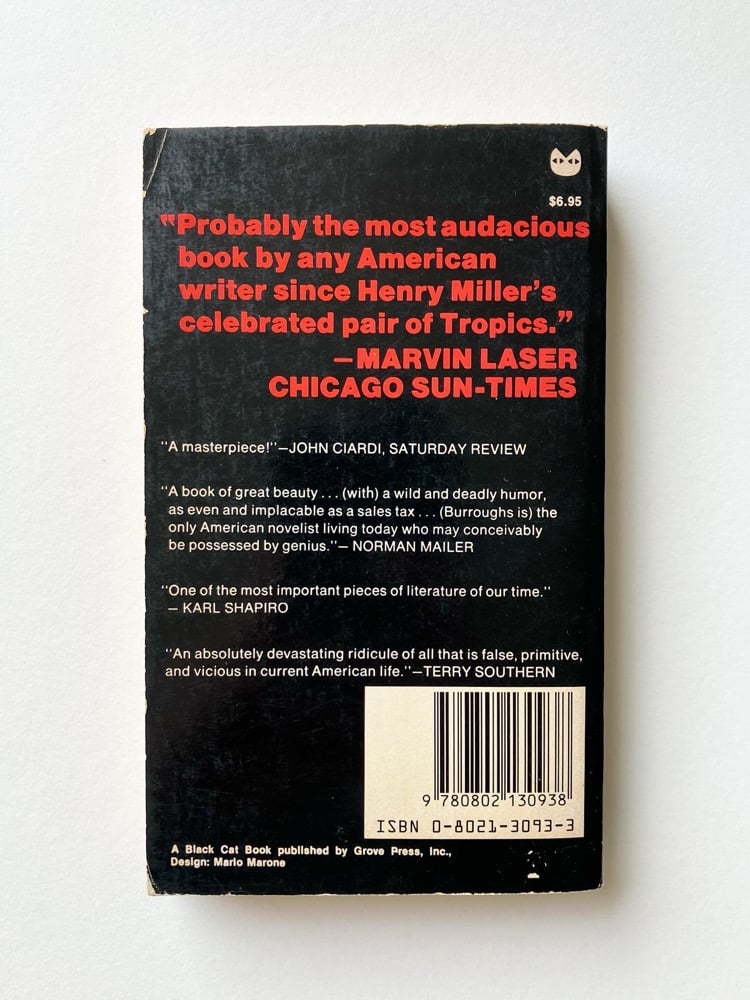 $6.95
"Probably the most audacious
book by any American
writer since Henry Miller's
celebrated pair of Tropics."
—MARVIN LASER
CHICAGO SUN-TIMES
"A masterpiece!"—JOHN CIARDI, SATURDAY REVIEW
"A book of great beauty . . . (with) a wild and deadly humor,
as even and implacable as a sales tax . . . (Burroughs is) the
only American novelist living today who may conceivably
be possessed by genius."— NORMAN MAILER
"One of the most important pieces of literature of our time."
— KARL SHAPIRO
"An absolutely devastating ridicule of all that is false, primitive,
and vicious in current American life."—TERRY SOUTHERN
9 780802 130938
ISBN 0-8021-3093-3
A Black Cat Book published by Grove Press, Inc.,
Design: Mario Marone